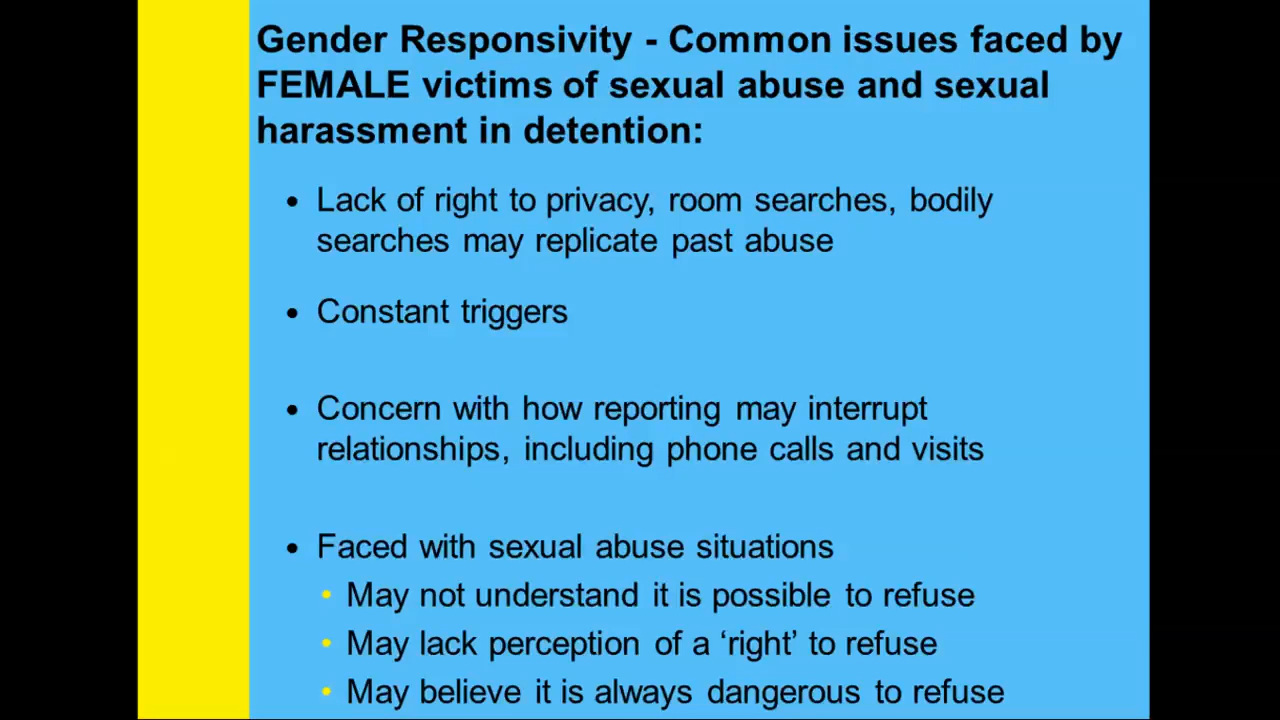 Gender Responsivity - Common issues faced by
FEMALE victims of sexual abuse and sexual
harassment in detention:
• Lack of right to privacy, room searches, bodily
searches may replicate past abuse
• Constant triggers
• Concern with how reporting may interrupt
relationships, including phone calls and visits
• Faced with sexual abuse situations
• May not understand it is possible to refuse
• May lack perception of a ‘right’ to refuse
• May believe it is always dangerous to refuse